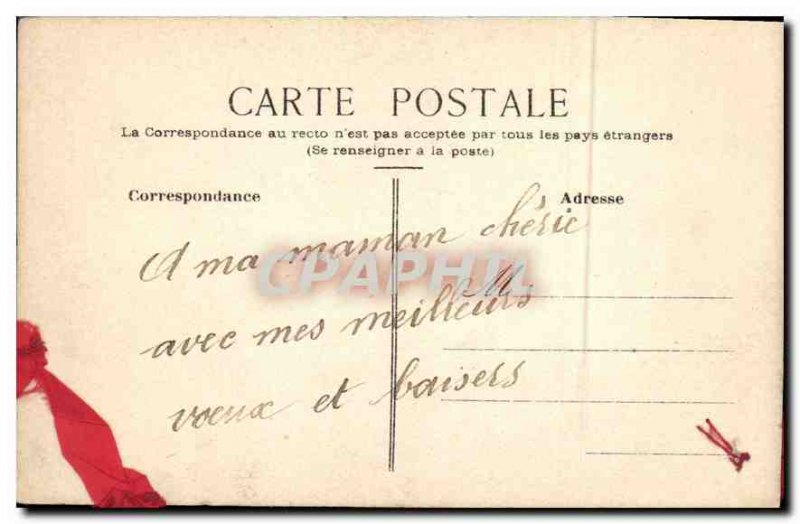 CARTE POSTALE
La Correspondance au recto n'est pas acceptée par tous les pays étrangers
(Se renseigner à la poste)
Correspondance
Adresse
A ma maman chérie
CPAPHIL
M
avec mes meilleurs
voeux et baisers